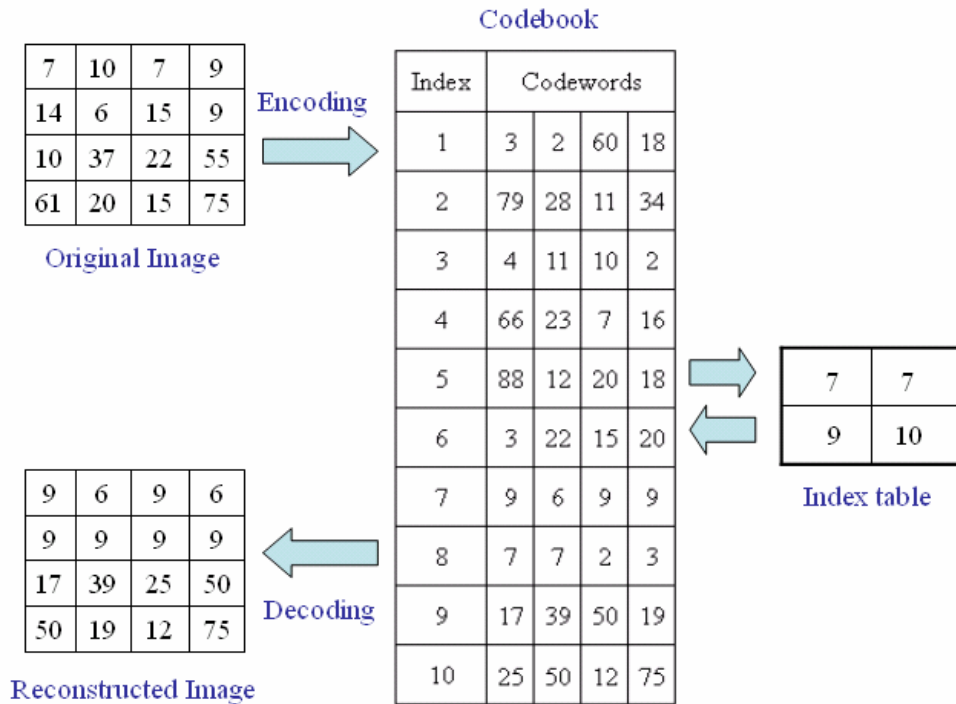 Codebook
7 10 7 9
14 6 15 9
10 37 22 55
61 20 15 75
Original Image
Encoding
Index Codewords
1 3 2 60 18
2 79 28 11 34
3 4 11 10 2
4 66 23 7 16
5 88 12 20 18
6 3 22 15 20
7 9 6 9 9
8 7 7 2 3
9 17 39 50 19
10 25 50 12 75
7 7
9 10
Index table
9 6 9 6
9 9 9 9
17 39 25 50
50 19 12 75
Reconstructed Image
Decoding